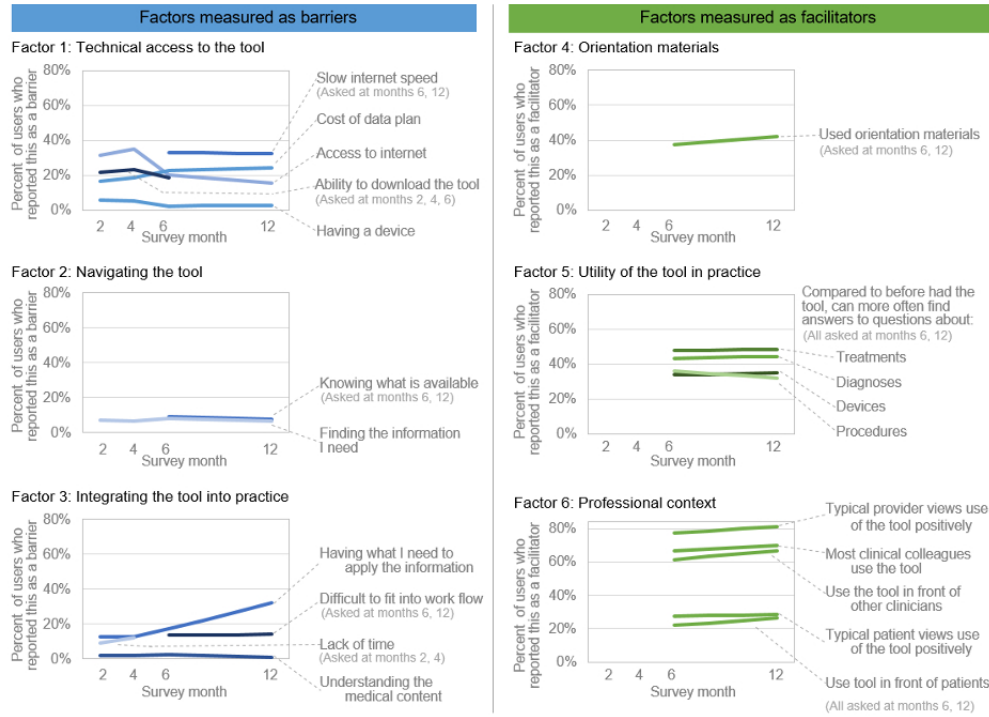 Factors measured as barriers
Factor 1: Technical access to the tool
Percent of users who
reported this as a barrier
80%
60%
40%
20%
0%
2
4
6
12
Survey month
Slow internet speed
(Asked at months 6, 12)
Cost of data plan
Access to internet
Ability to download the tool
(Asked at months 2, 4, 6)
Having a device
Factor 2: Navigating the tool
Percent of users who
reported this as a barrier
80%
60%
40%
20%
0%
2
4
6
12
Survey month
Knowing what is available
(Asked at months 6, 12)
Finding the information
I need
Factor 3: Integrating the tool into practice
Percent of users who
reported this as a barrier
80%
60%
40%
20%
0%
2
4
6
12
Survey month
Having what I need to
apply the information
Difficult to fit into work flow
(Asked at months 6, 12)
Lack of time
(Asked at months 2, 4)
Understanding the
medical content
Factors measured as facilitators
Factor 4: Orientation materials
Percent of users who
reported this as a facilitator
80%
60%
40%
20%
0%
2
4
6
12
Survey month
Used orientation materials
(Asked at months 6, 12)
Factor 5: Utility of the tool in practice
Percent of users who
reported this as a facilitator
80%
60%
40%
20%
0%
2
4
6
12
Survey month
Compared to before had the
tool, can more often find
answers to questions about:
(All asked at months 6, 12)
Treatments
Diagnoses
Devices
Procedures
Factor 6: Professional context
Percent of users who
reported this as a facilitator
80%
60%
40%
20%
0%
2
4
6
12
Survey month
Typical provider views use
of the tool positively
Most clinical colleagues
use the tool
Use the tool in front of
other clinicians
Typical patient views use
of the tool positively
Use tool in front of patients
(All asked at months 6, 12)